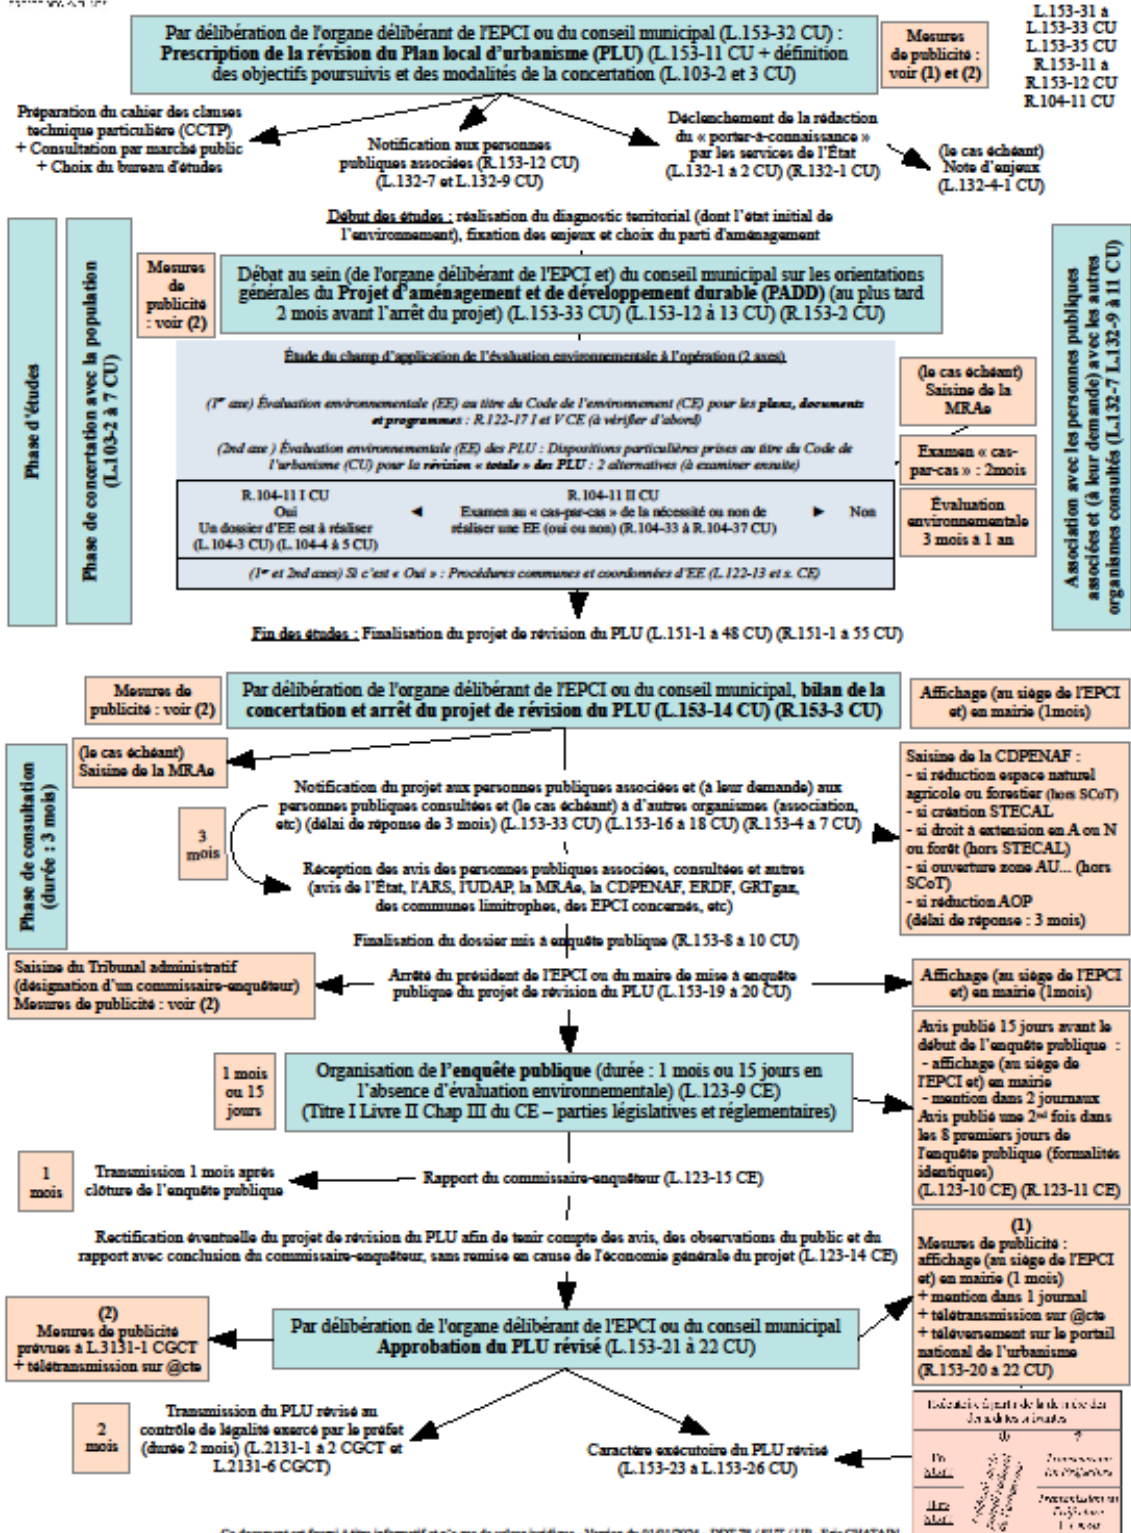 L.153-31 à
L.153-33 CU
L.153-35 CU
R.153-11 à
R.153-12 CU
R.104-11 CU
Par délibération de l'organe délibérant de l'EPCI ou du conseil municipal (L.153-32 CU) :
Prescription de la révision du Plan local d'urbanisme (PLU) (L.153-11 CU + définition
des objectifs poursuivis et des modalités de la concertation (L.103-2 et 3 CU)
Mesures
de publicité :
voir (1) et (2)
Préparation du cahier des clauses
technique particulière (CCTP)
+ Consultation par marché public
+ Choix du bureau d'études
Notification aux personnes
publiques associées (R.153-12 CU)
(L.132-7 et L.132-9 CU)
Déclenchement de la rédaction
du « porter-à-connaissance »
par les services de l'État
(L.132-1 à 2 CU) (R.132-1 CU)
(le cas échéant)
Note d'enjeux
(L.132-4-1 CU)
Début des études : réalisation du diagnostic territorial (dont l'état initial de
l'environnement), fixation des enjeux et choix du parti d'aménagement
Phase d'études
Phase de concertation avec la population
(L.103-2 à 7 CU)
Mesures
de
publicité
: voir (2)
Débat au sein (de l'organe délibérant de l'EPCI et) du conseil municipal sur les orientations
générales du Projet d'aménagement et de développement durable (PADD) (au plus tard
2 mois avant l'arrêt du projet) (L.153-33 CU) (L.153-12 à 13 CU) (R.153-2 CU)
Association avec les personnes publiques
associées et (à leur demande) avec les autres
organismes consultés (L.132-7 L.132-9 à 11 CU)
Étude du champ d'application de l'évaluation environnementale à l'opération (2 axes)
(1er axe) Évaluation environnementale (EE) au titre du Code de l'environnement (CE) pour les plans, documents
et programmes : R.122-17 I et V CE (à vérifier d'abord)
(2nd axe ) Évaluation environnementale (EE) des PLU : Dispositions particulières prises au titre du Code de
l'urbanisme (CU) pour la révision « totale » des PLU : 2 alternatives (à examiner ensuite)
R.104-11 I CU
Oui
Un dossier d'EE est à réaliser
(L.104-3 CU) (L.104-4 à 5 CU)
R.104-11 II CU
Examen au « cas-par-cas » de la nécessité ou non de
réaliser une EE (oui ou non) (R.104-33 à R.104-37 CU)
Non
(1er et 2nd axes) Si c'est « Oui » : Procédures communes et coordonnées d'EE (L.122-13 et s. CE)
(le cas échéant)
Saisine de la
MRAe
Examen « cas-
par-cas » : 2mois
Évaluation
environnementale
3 mois à 1 an
Fin des études : Finalisation du projet de révision du PLU (L.151-1 à 48 CU) (R.151-1 à 55 CU)
Mesures de
publicité : voir (2)
Par délibération de l'organe délibérant de l'EPCI ou du conseil municipal, bilan de la
concertation et arrêt du projet de révision du PLU (L.153-14 CU) (R.153-3 CU)
Affichage (au siège de l'EPCI
et) en mairie (1mois)
Phase de consultation
(durée : 3 mois)
(le cas échéant)
Saisine de la MRAe
3
mois
Notification du projet aux personnes publiques associées et (à leur demande) aux
personnes publiques consultées et (le cas échéant) à d'autres organismes (association,
etc) (délai de réponse de 3 mois) (L.153-33 CU) (L.153-16 à 18 CU) (R.153-4 à 7 CU)
Réception des avis des personnes publiques associées, consultées et autres
(avis de l'État, l'ARS, l'UDAP, la MRAe, la CDPENAF, ERDF, GRTgaz,
des communes limitrophes, des EPCI concernés, etc)
Saisine de la CDPENAF :
- si réduction espace naturel
agricole ou forestier (hors SCoT)
- si création STECAL
- si droit à extension en A ou N
ou forêt (hors STECAL)
- si ouverture zone AU... (hors
SCoT)
- si réduction AOP
(délai de réponse : 3 mois)
Finalisation du dossier mis à enquête publique (R.153-8 à 10 CU)
Saisine du Tribunal administratif
(désignation d'un commissaire-enquêteur)
Mesures de publicité : voir (2)
Arrêté du président de l'EPCI ou du maire de mise à enquête
publique du projet de révision du PLU (L.153-19 à 20 CU)
Affichage (au siège de l'EPCI
et) en mairie (1mois)
1 mois
ou 15
jours
Organisation de l'enquête publique (durée : 1 mois ou 15 jours en
l'absence d'évaluation environnementale) (L.123-9 CE)
(Titre I Livre II Chap III du CE – parties législatives et réglementaires)
Avis publié 15 jours avant le
début de l'enquête publique :
- affichage (au siège de
l'EPCI et) en mairie
- mention dans 2 journaux
Avis publié une 2nd fois dans
les 8 premiers jours de
l'enquête publique (formalités
identiques)
(L.123-10 CE) (R.123-11 CE)
1
mois
Transmission 1 mois après
clôture de l'enquête publique
Rapport du commissaire-enquêteur (L.123-15 CE)
Rectification éventuelle du projet de révision du PLU afin de tenir compte des avis, des observations du public et du
rapport avec conclusion du commissaire-enquêteur, sans remise en cause de l'économie générale du projet (L.123-14 CE)
(1)
Mesures de publicité :
affichage (au siège de l'EPCI
et) en mairie (1 mois)
+ mention dans 1 journal
+ télétransmission sur @cte
+ téléversement sur le portail
national de l'urbanisme
(R.153-20 à 22 CU)
(2)
Mesures de publicité
prévues à L.3131-1 CGCT
+ télétransmission sur @cte
Par délibération de l'organe délibérant de l'EPCI ou du conseil municipal
Approbation du PLU révisé (L.153-21 à 22 CU)
2
mois
Transmission du PLU révisé au
contrôle de légalité exercé par le préfet
(durée 2 mois) (L.2131-1 à 2 CGCT et
L.2131-6 CGCT)
Caractère exécutoire du PLU révisé
(L.153-23 à L.153-26 CU)